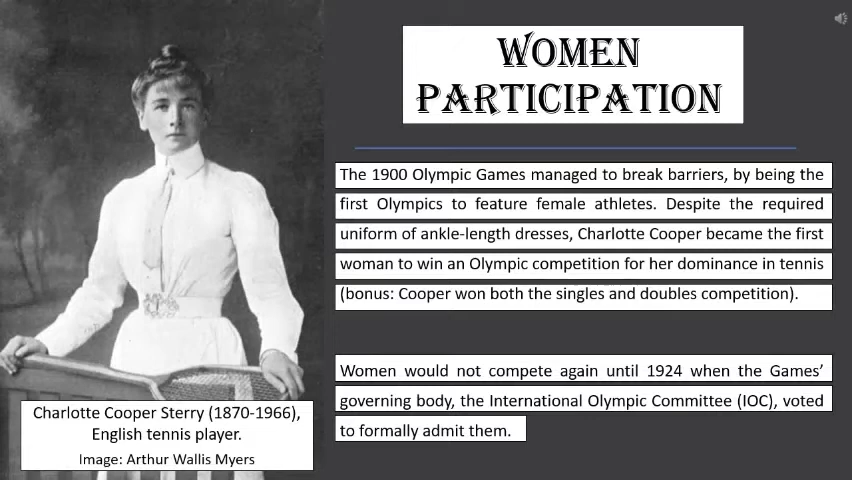 WOMEN
PARTICIPATION
The 1900 Olympic Games managed to break barriers, by being the
first Olympics to feature female athletes. Despite the required
uniform of ankle-length dresses, Charlotte Cooper became the first
woman to win an Olympic competition for her dominance in tennis
(bonus: Cooper won both the singles and doubles competition).
Women would not compete again until 1924 when the Games’
governing body, the International Olympic Committee (IOC), voted
to formally admit them.
Charlotte Cooper Sterry (1870-1966),
English tennis player.
Image: Arthur Wallis Myers